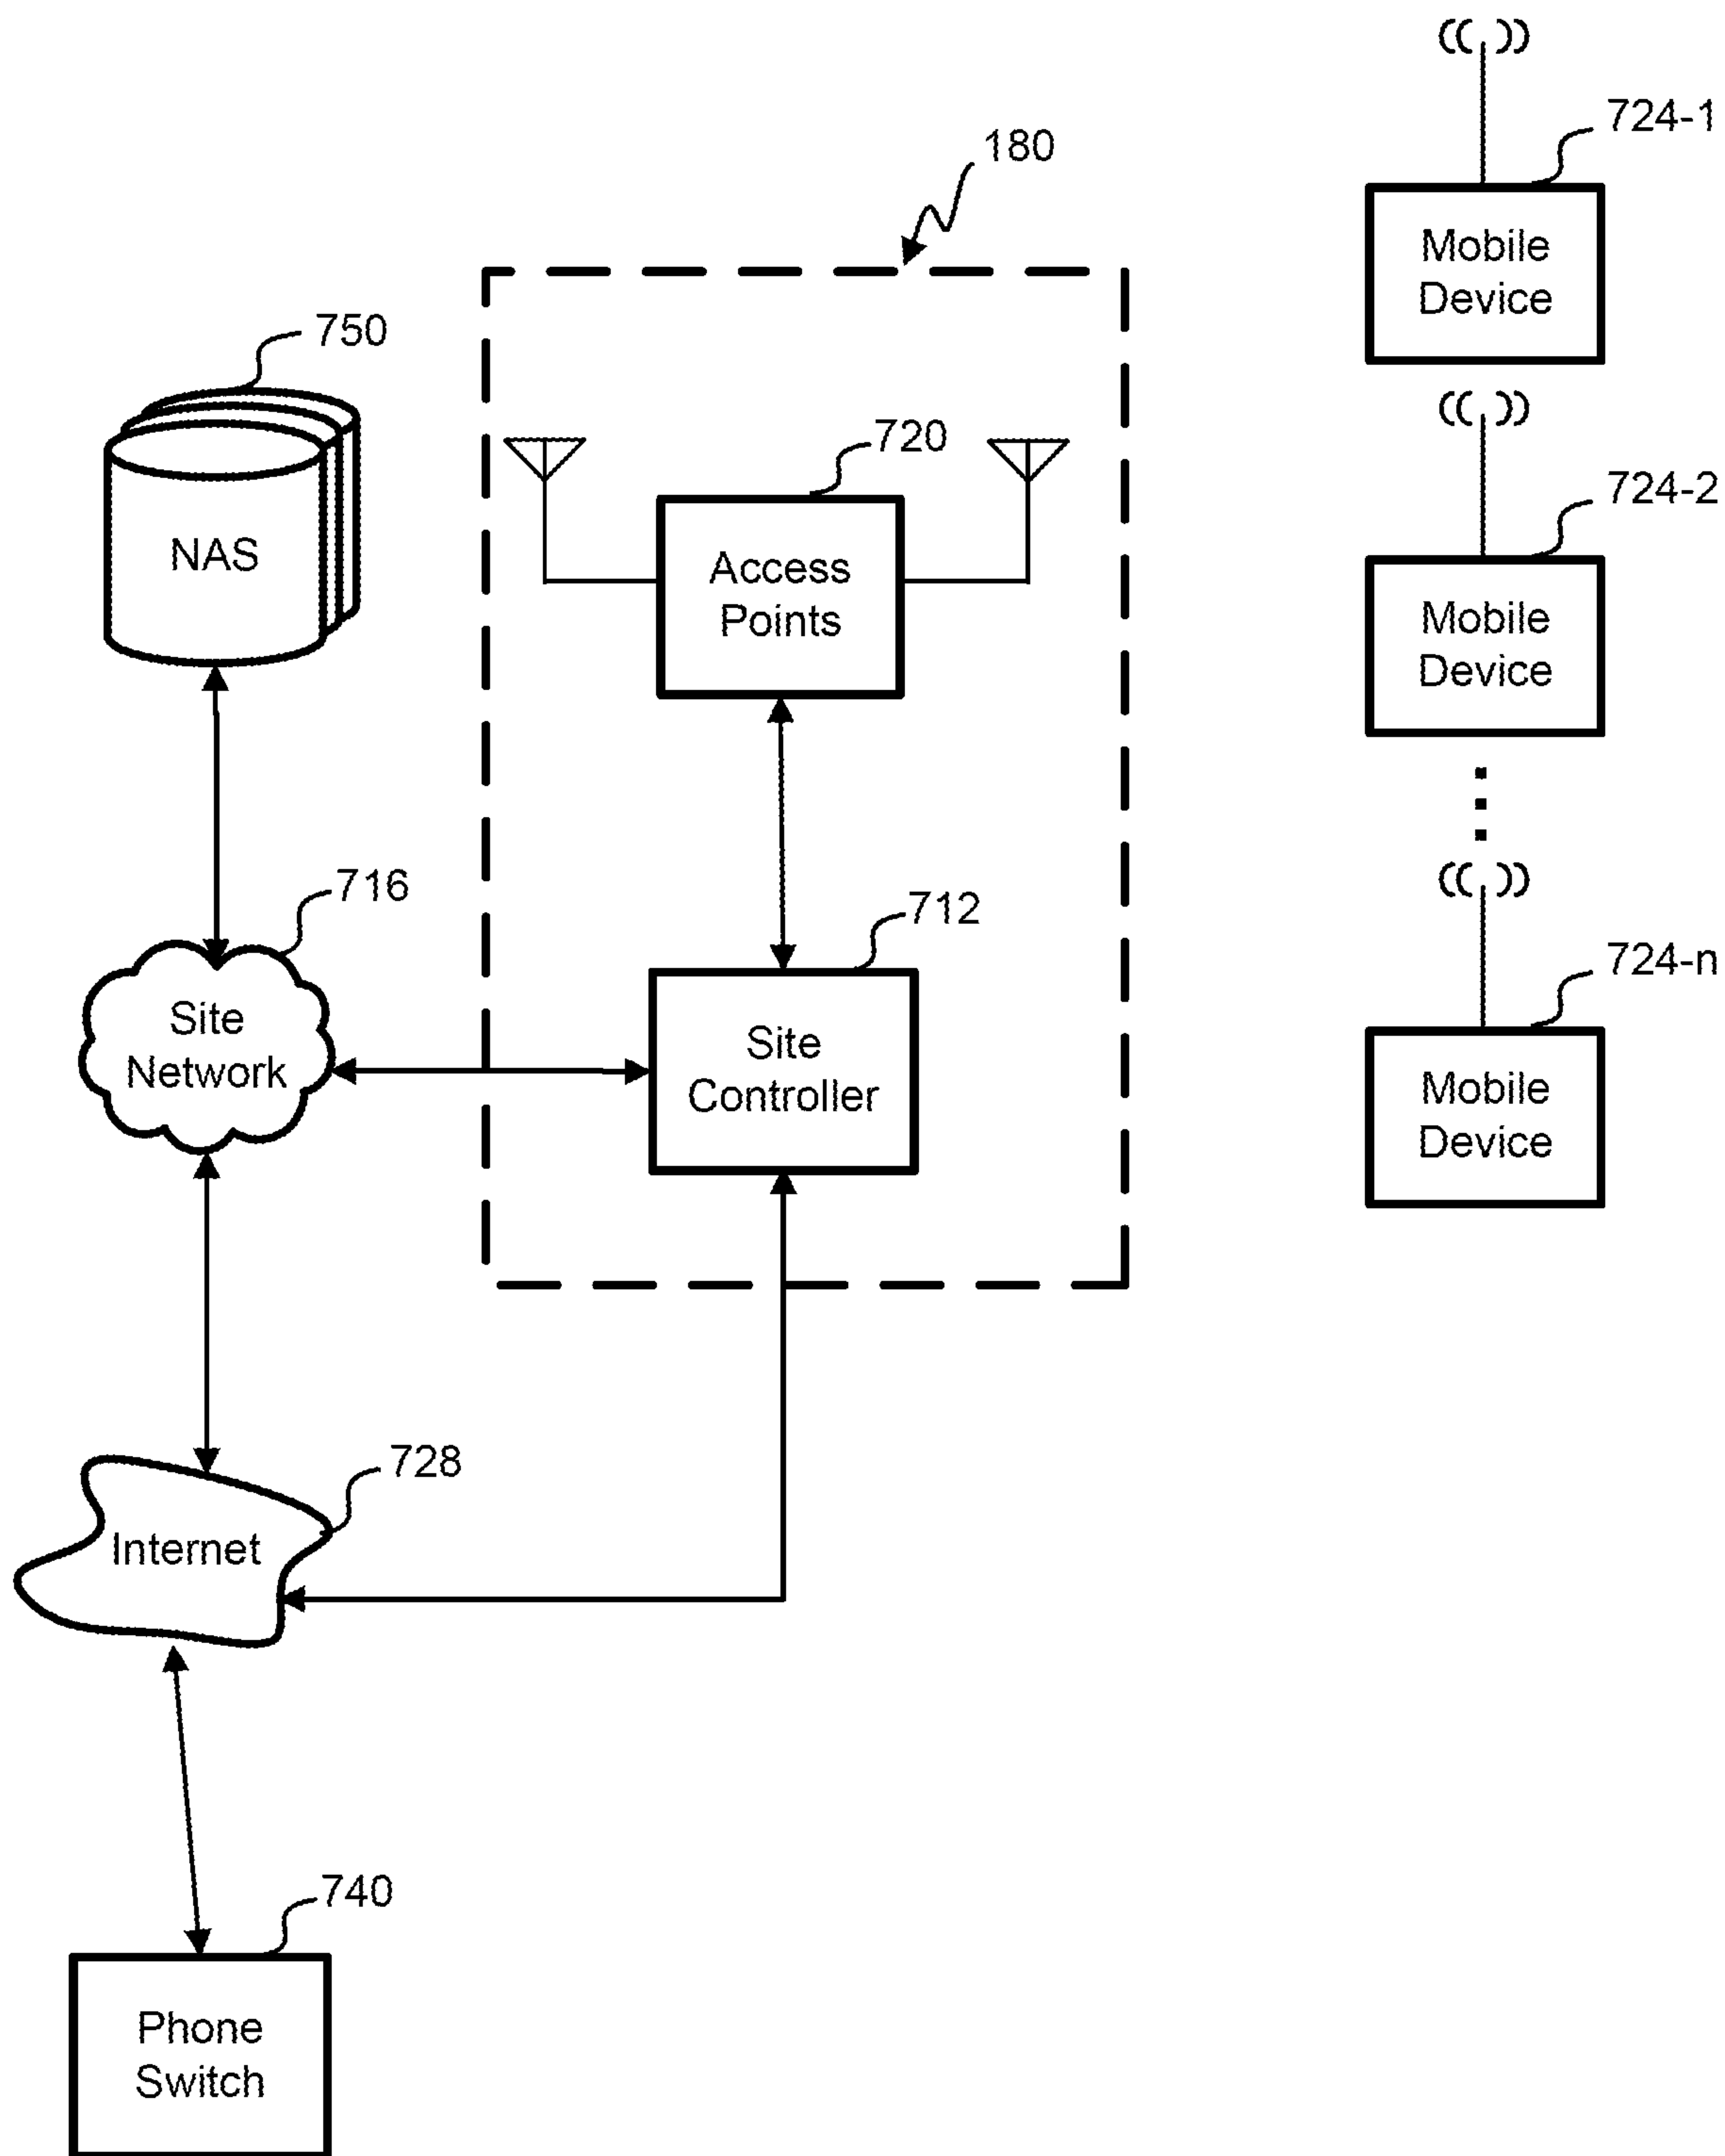 724-1
180
Mobile
Device
750
720
724-2
NAS
Access
Points
Mobile
Device
716
712
724-n
Site
Network
Site
Controller
Mobile
Device
728
Internet
740
Phone
Switch